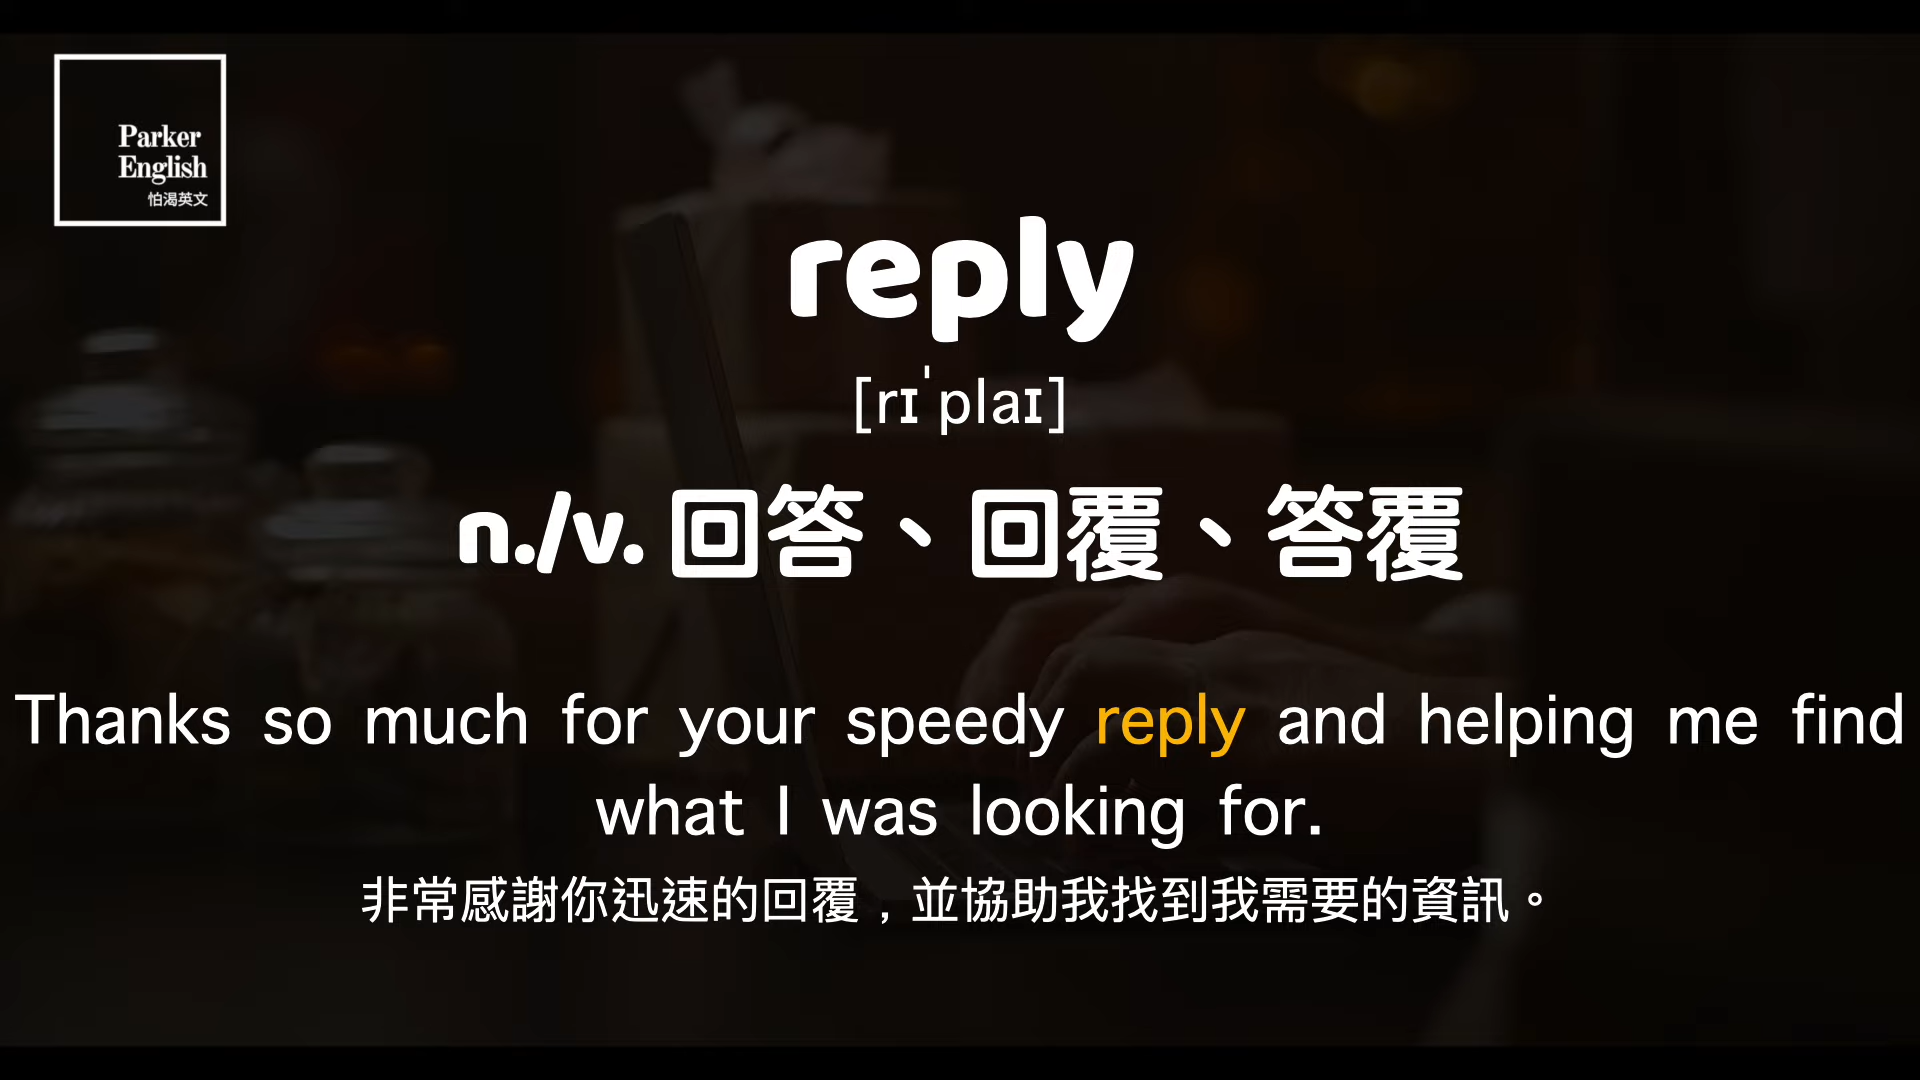 Parker
English
怕渴英文
reply
[rɪˈplaɪ]
n./v. 回答、回覆、答覆
Thanks so much for your speedy reply and helping me find
what I was looking for.
非常感謝你迅速的回覆，並協助我找到我需要的資訊。